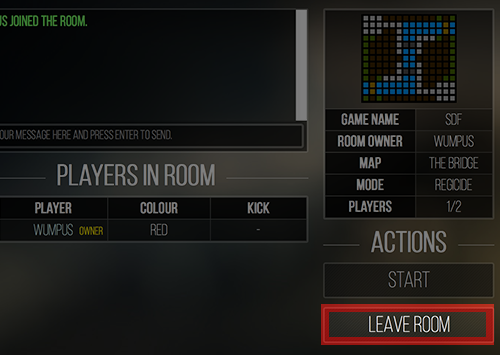 US JOINED THE ROOM.
OUR MESSAGE HERE AND PRESS ENTER TO SEND.
PLAYERS IN ROOM
PLAYER COLOUR KICK
WUMPUS OWNER RED -
GAME NAME SDF
ROOM OWNER WUMPUS
MAP THE BRIDGE
MODE REGICIDE
PLAYERS 1/2
ACTIONS
START
LEAVE ROOM